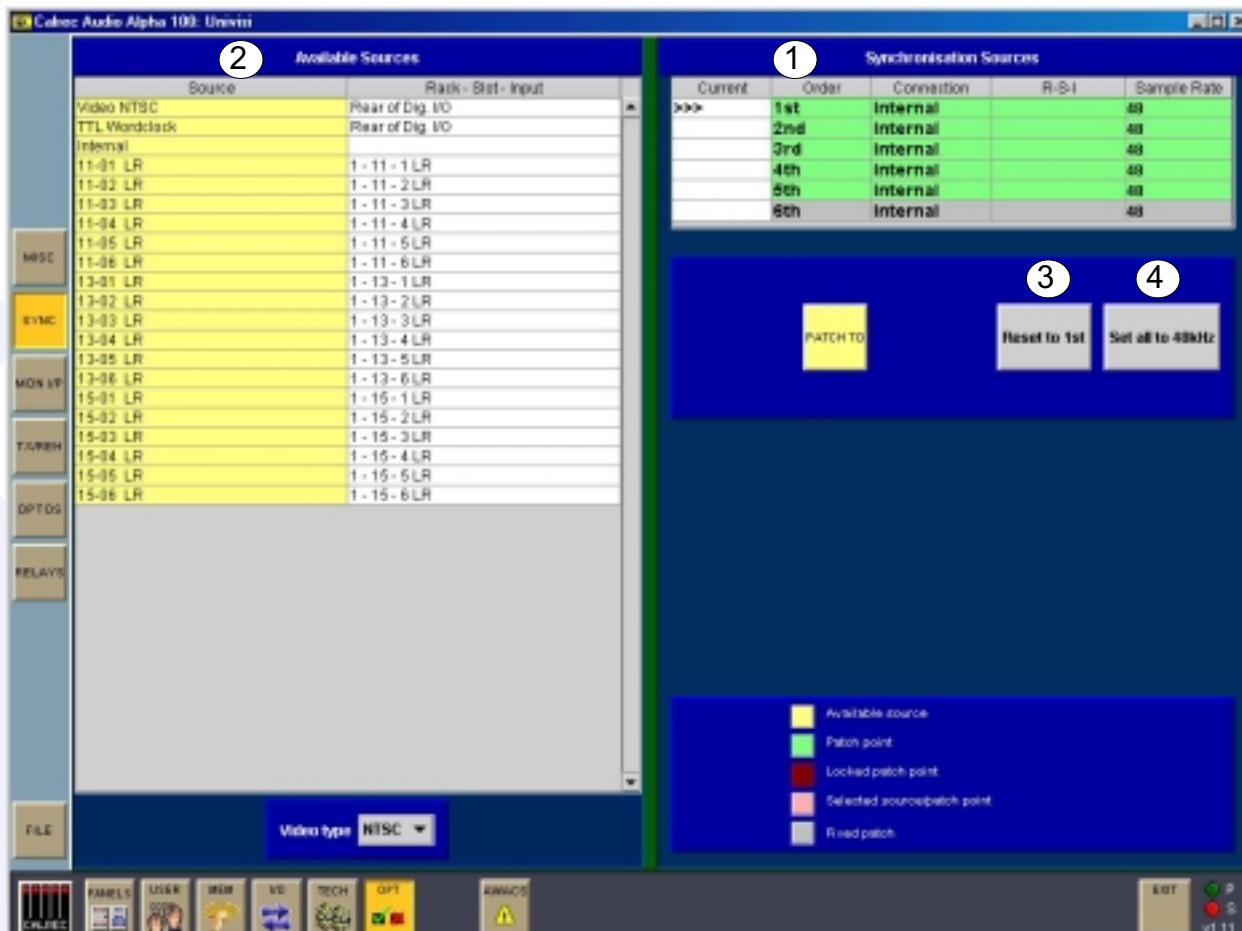 Calrec Audio Alpha 100: Univisi
2 Available Sources
Source Rack - Slot - Input
Video NTSC Rear of Dig. I/O
TTL Wordclock Rear of Dig. I/O
Internal
11-01 LR 1 - 11 - 1 LR
11-02 LR 1 - 11 - 2 LR
11-03 LR 1 - 11 - 3 LR
11-04 LR 1 - 11 - 4 LR
11-05 LR 1 - 11 - 5 LR
11-06 LR 1 - 11 - 6 LR
13-01 LR 1 - 13 - 1 LR
13-02 LR 1 - 13 - 2 LR
13-03 LR 1 - 13 - 3 LR
13-04 LR 1 - 13 - 4 LR
13-05 LR 1 - 13 - 5 LR
13-06 LR 1 - 13 - 6 LR
15-01 LR 1 - 15 - 1 LR
15-02 LR 1 - 15 - 2 LR
15-03 LR 1 - 15 - 3 LR
15-04 LR 1 - 15 - 4 LR
15-05 LR 1 - 15 - 5 LR
15-06 LR 1 - 15 - 6 LR
Video type NTSC
1 Synchronisation Sources
Current Order Connection R-S-I Sample Rate
>>> 1st Internal 48
2nd Internal 48
3rd Internal 48
4th Internal 48
5th Internal 48
6th Internal 48
3 4
PATCH TO Reset to 1st Set all to 48kHz
Available source
Patch point
Locked patch point
Selected source/patch point
Fixed patch
MISC
SYNC
MON I/P
TX/REH
OPTOS
RELAYS
FILE
CALREC PANELS USER MEM I/O TECH OPT AWACS EXIT P
S
v1.11